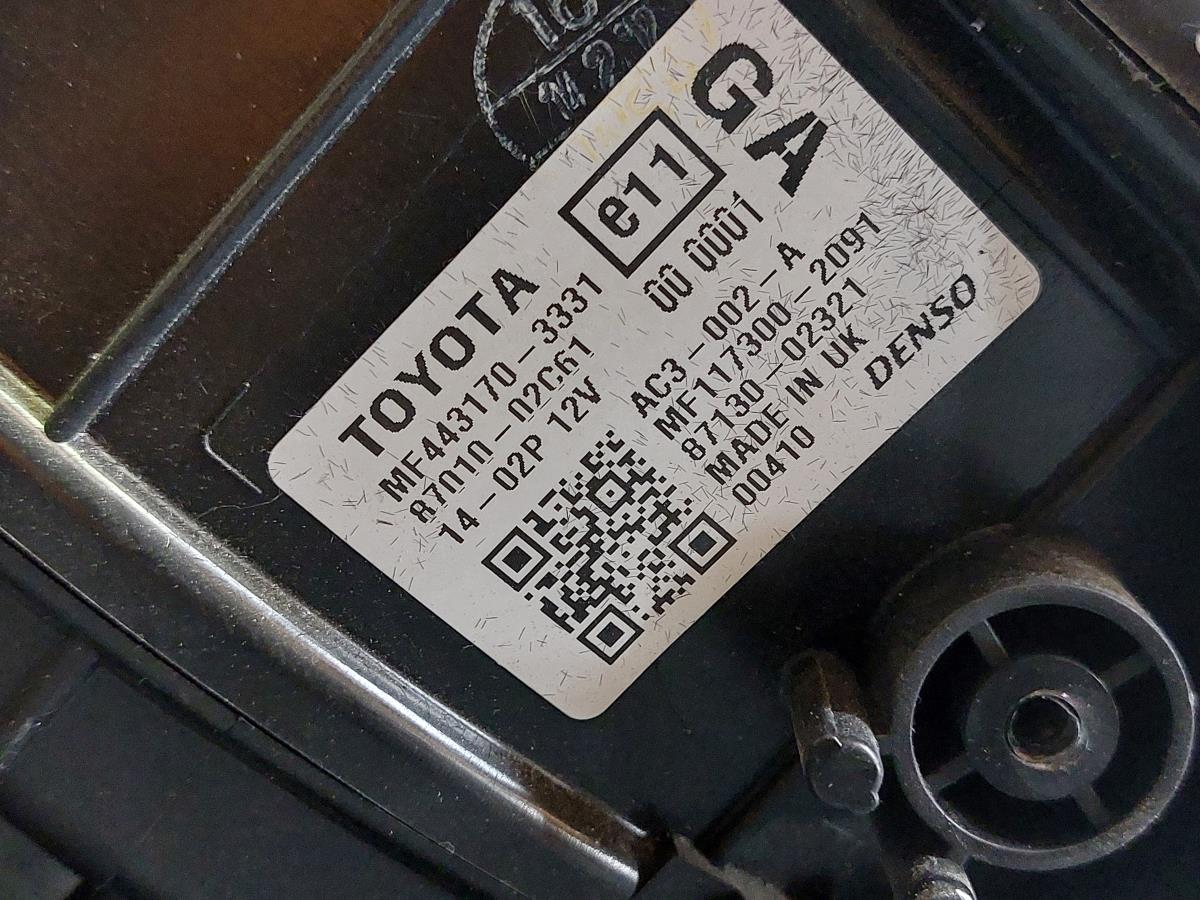 GA
e11
00 0001
TOYOTA
MF443170-3331
87010-02C61
14-02P 12V
AC3-002-A
MF117300-2091
87130-02321
MADE IN UK
00410
DENSO
16